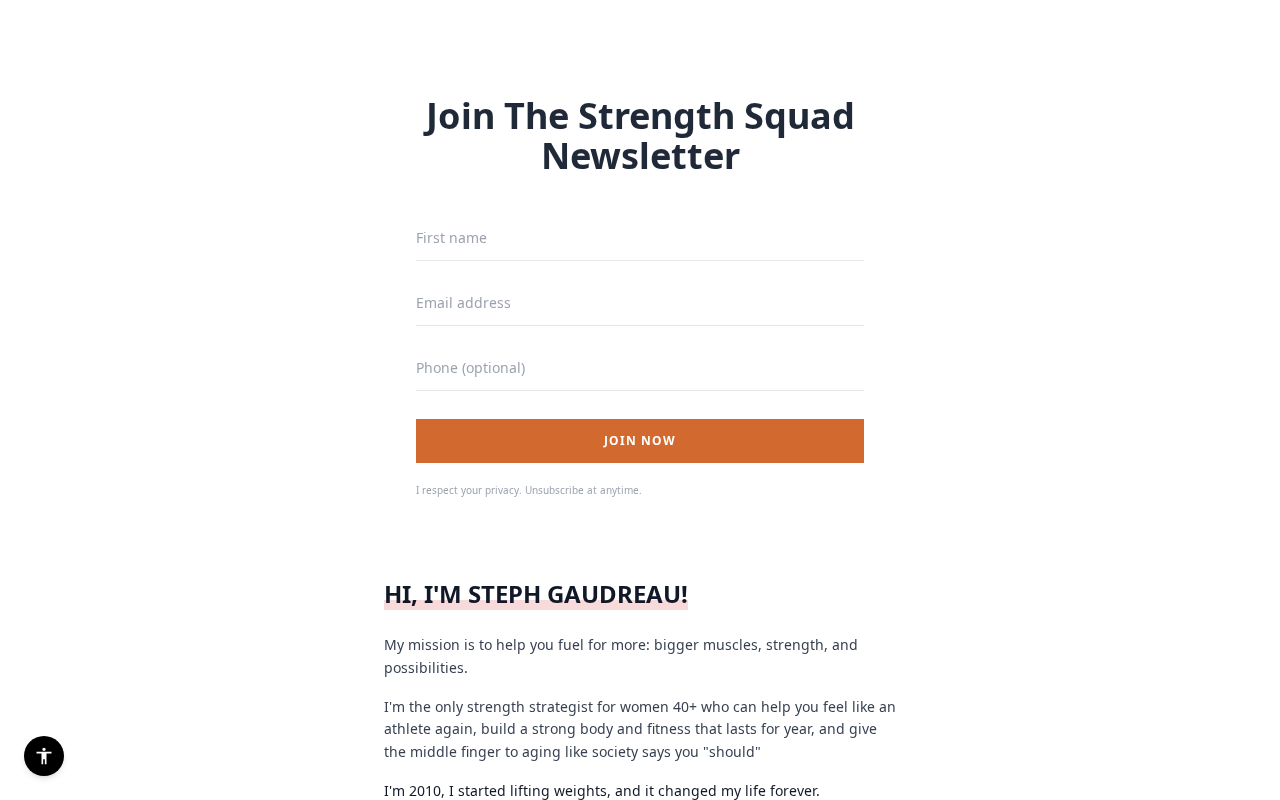 Join The Strength Squad
Newsletter
First name
Email address
Phone (optional)
JOIN NOW
I respect your privacy. Unsubscribe at anytime.
HI, I'M STEPH GAUDREAU!
My mission is to help you fuel for more: bigger muscles, strength, and
possibilities.
I'm the only strength strategist for women 40+ who can help you feel like an
athlete again, build a strong body and fitness that lasts for year, and give
the middle finger to aging like society says you "should"
I'm 2010, I started lifting weights, and it changed my life forever.